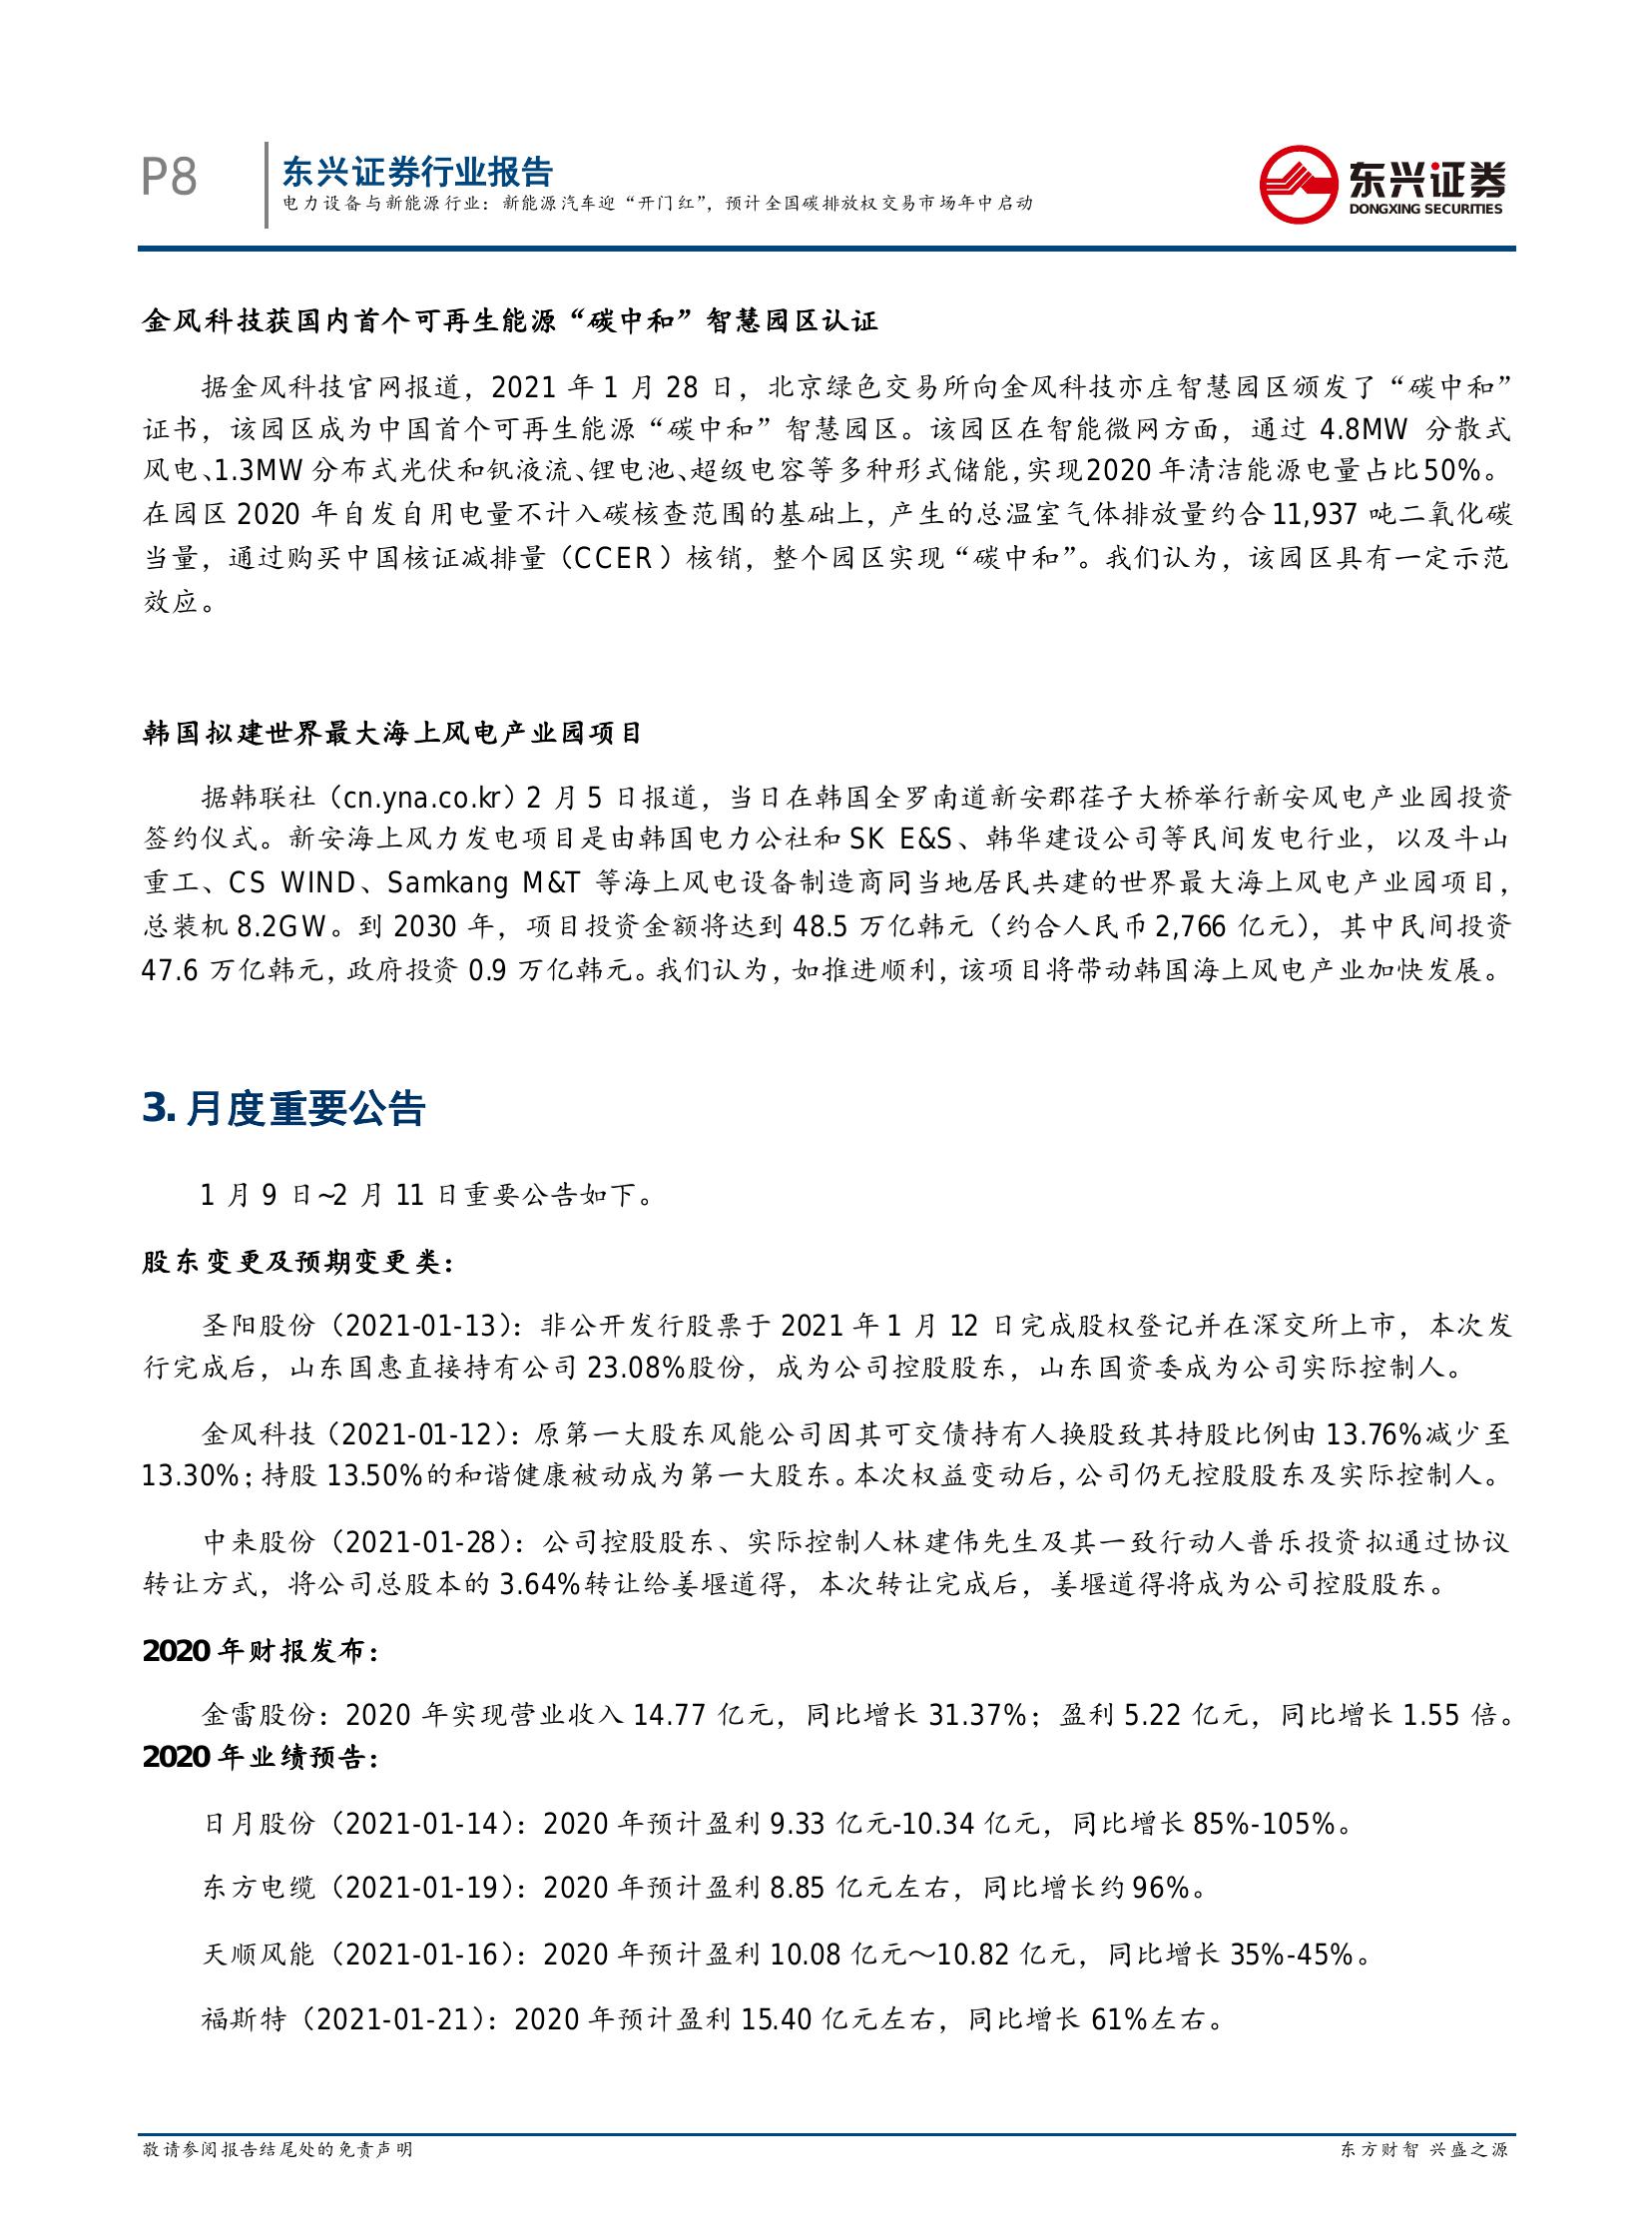 P8
东兴证券行业报告
电力设备与新能源行业：新能源汽车迎“开门红”，预计全国碳排放权交易市场年中启动
东兴证券
DONGXING SECURITIES
金风科技获国内首个可再生能源“碳中和”智慧园区认证
据金风科技官网报道，2021 年 1 月 28 日，北京绿色交易所向金风科技亦庄智慧园区颁发了“碳中和”
证书，该园区成为中国首个可再生能源“碳中和”智慧园区。该园区在智能微网方面，通过 4.8MW 分散式
风电、1.3MW 分布式光伏和钒液流、锂电池、超级电容等多种形式储能，实现 2020 年清洁能源电量占比 50%。
在园区 2020 年自发自用电量不计入碳核查范围的基础上，产生的总温室气体排放量约合 11,937 吨二氧化碳
当量，通过购买中国核证减排量（CCER）核销，整个园区实现“碳中和”。我们认为，该园区具有一定示范
效应。
韩国拟建世界最大海上风电产业园项目
据韩联社（cn.yna.co.kr）2 月 5 日报道，当日在韩国全罗南道新安郡荏子大桥举行新安风电产业园投资
签约仪式。新安海上风力发电项目是由韩国电力公社和 SK E&S、韩华建设公司等民间发电行业，以及斗山
重工、CS WIND、Samkang M&T 等海上风电设备制造商同当地居民共建的世界最大海上风电产业园项目，
总装机 8.2GW。到 2030 年，项目投资金额将达到 48.5 万亿韩元（约合人民币 2,766 亿元），其中民间投资
47.6 万亿韩元，政府投资 0.9 万亿韩元。我们认为，如推进顺利，该项目将带动韩国海上风电产业加快发展。
3. 月度重要公告
1 月 9 日~2 月 11 日重要公告如下。
股东变更及预期变更类：
圣阳股份（2021-01-13）：非公开发行股票于 2021 年 1 月 12 日完成股权登记并在深交所上市，本次发
行完成后，山东国惠直接持有公司 23.08%股份，成为公司控股股东，山东国资委成为公司实际控制人。
金风科技（2021-01-12）：原第一大股东风能公司因其可交债持有人换股致其持股比例由 13.76%减少至
13.30%；持股 13.50%的和谐健康被动成为第一大股东。本次权益变动后，公司仍无控股股东及实际控制人。
中来股份（2021-01-28）：公司控股股东、实际控制人林建伟先生及其一致行动人普乐投资拟通过协议
转让方式，将公司总股本的 3.64%转让给姜堰道得，本次转让完成后，姜堰道得将成为公司控股股东。
2020 年财报发布：
金雷股份：2020 年实现营业收入 14.77 亿元，同比增长 31.37%；盈利 5.22 亿元，同比增长 1.55 倍。
2020 年业绩预告：
日月股份（2021-01-14）：2020 年预计盈利 9.33 亿元-10.34 亿元，同比增长 85%-105%。
东方电缆（2021-01-19）：2020 年预计盈利 8.85 亿元左右，同比增长约 96%。
天顺风能（2021-01-16）：2020 年预计盈利 10.08 亿元～10.82 亿元，同比增长 35%-45%。
福斯特（2021-01-21）：2020 年预计盈利 15.40 亿元左右，同比增长 61%左右。
敬请参阅报告结尾处的免责声明
东方财智 兴盛之源